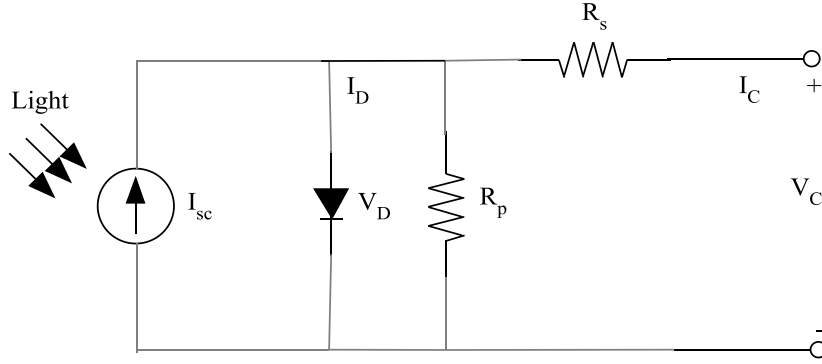 R_s
I_D
I_C
+
Light
I_sc
V_D
R_p
V_C
-